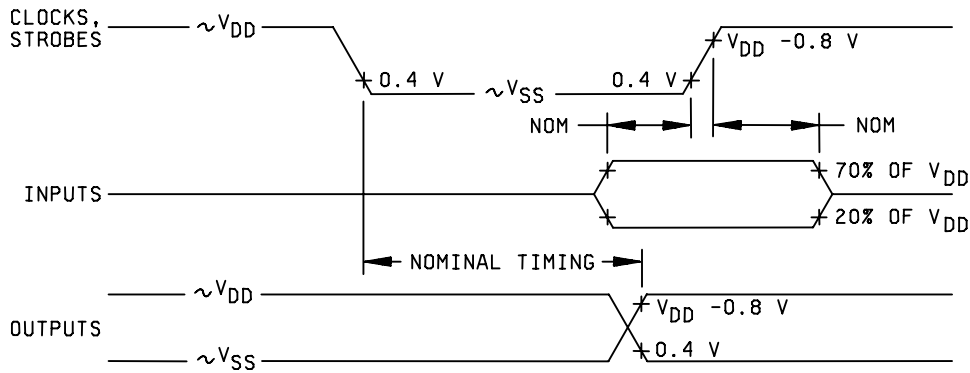 CLOCKS,
STROBES
~VDD
VDD -0.8 V
0.4 V
~VSS
0.4 V
NOM
NOM
INPUTS
70% OF VDD
20% OF VDD
NOMINAL TIMING
~VDD
VDD -0.8 V
OUTPUTS
0.4 V
~VSS